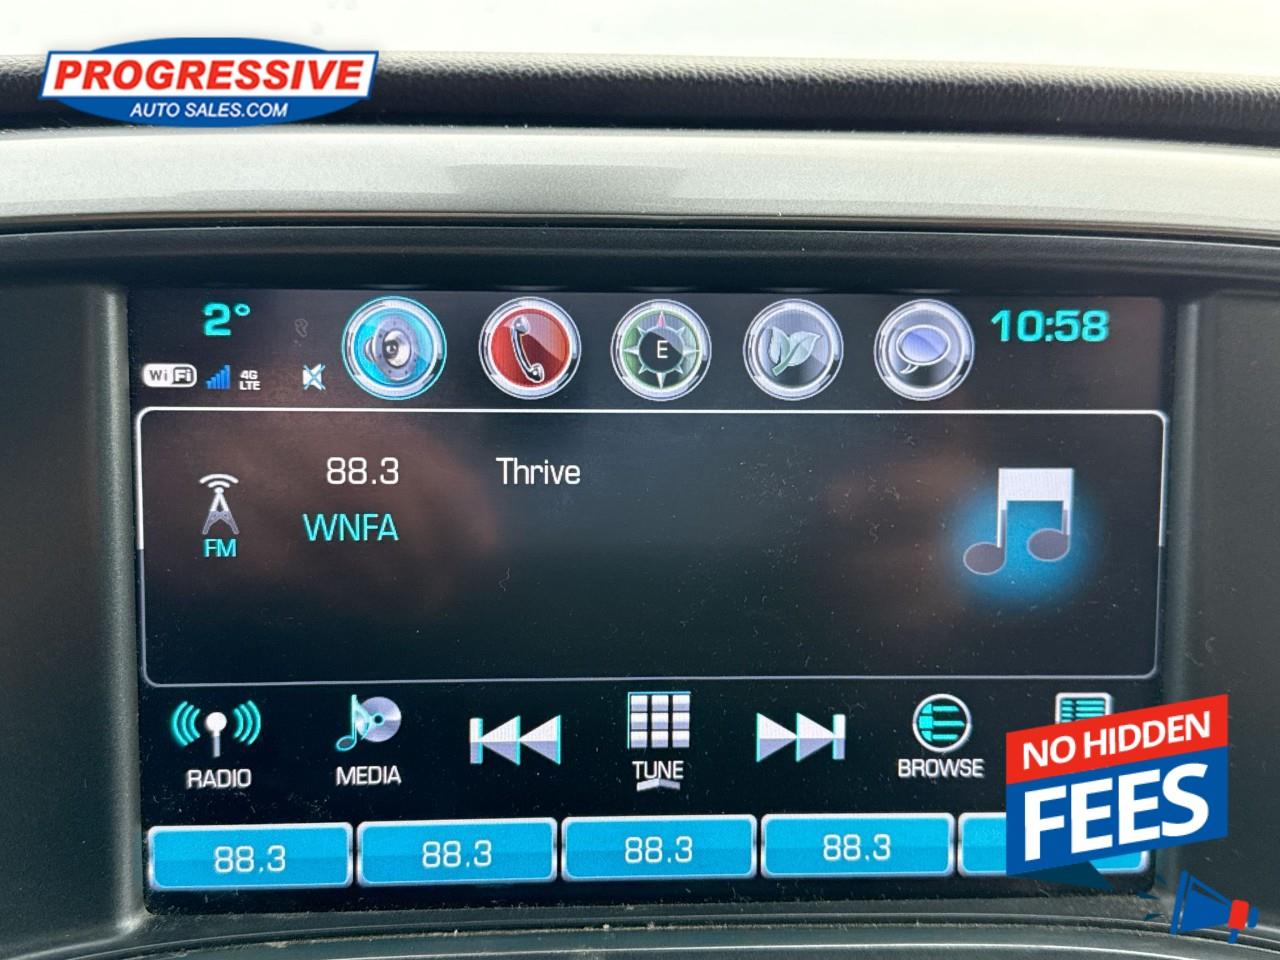 PROGRESSIVE
AUTO SALES.COM
2°
10:58
WiFi
4G
LTE
E
88.3
Thrive
WNFA
FM
RADIO
MEDIA
TUNE
BROWSE
NO HIDDEN
FEES
88.3
88.3
88.3
88.3